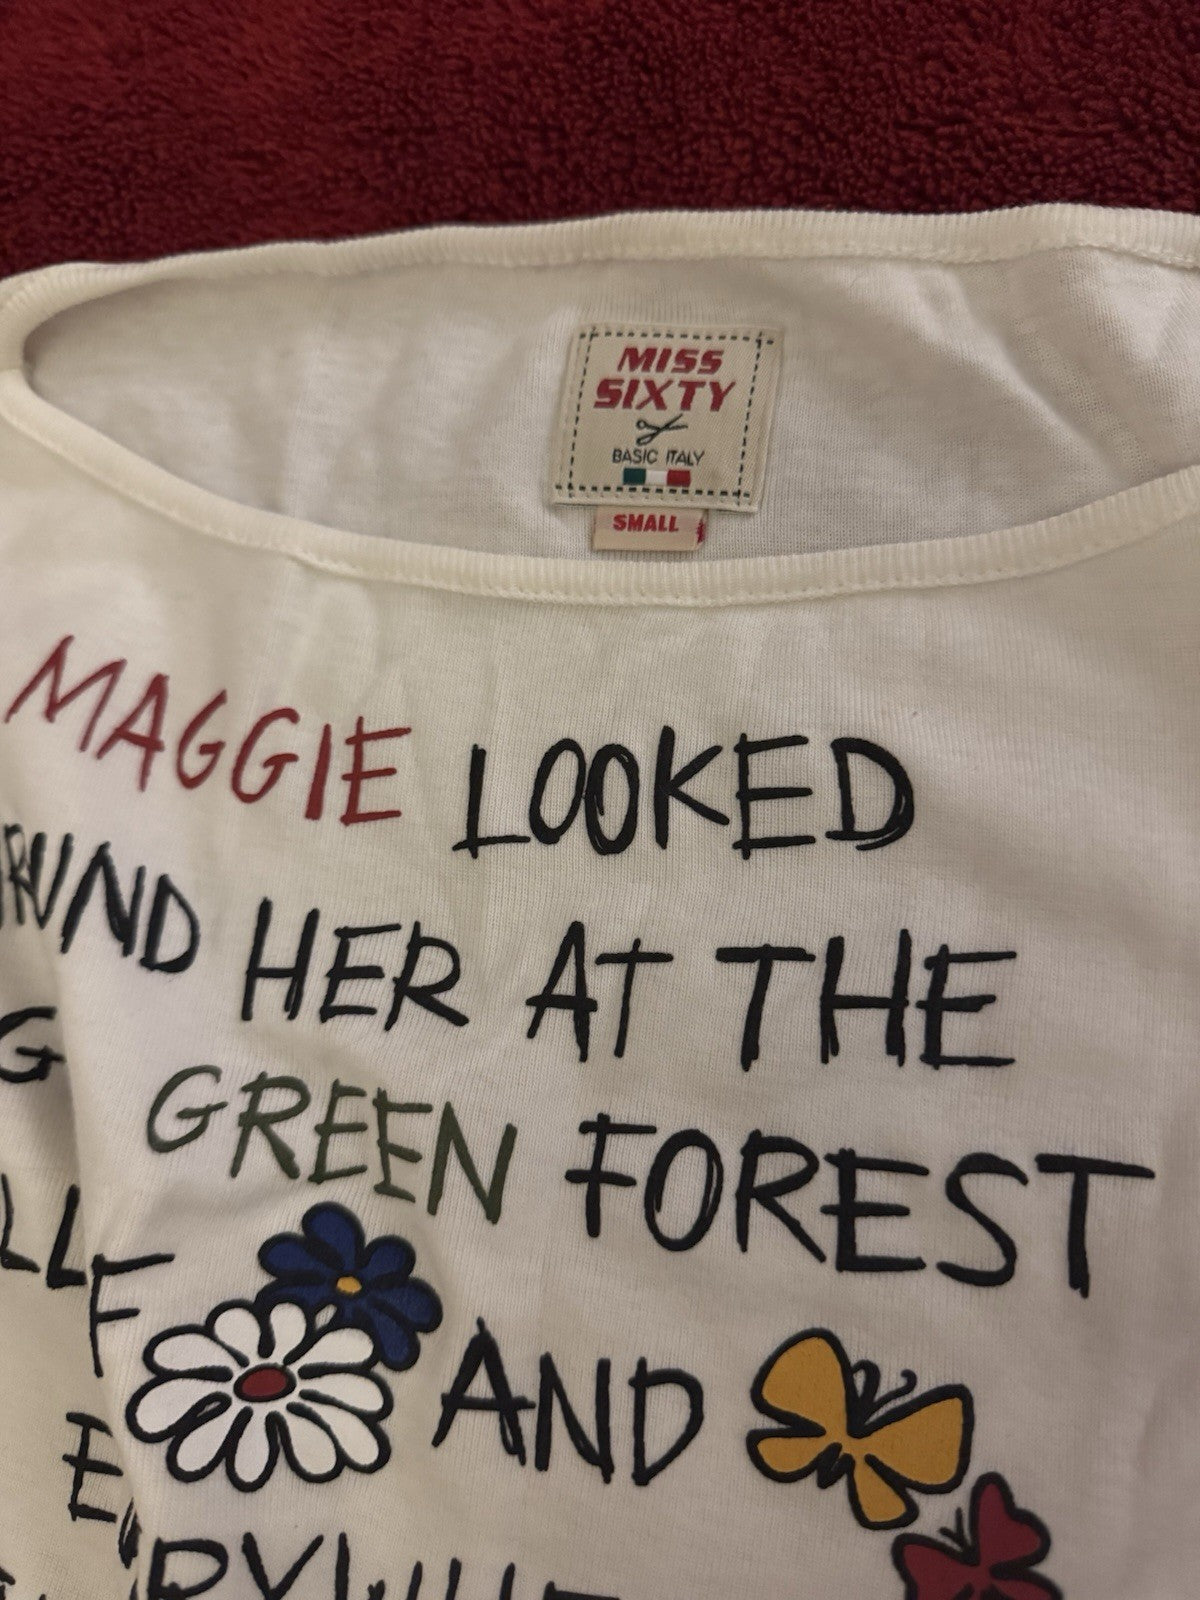 MISS
SIXTY
BASIC ITALY
SMALL
MAGGIE LOOKED
HER AT THE
GREEN FOREST
AND